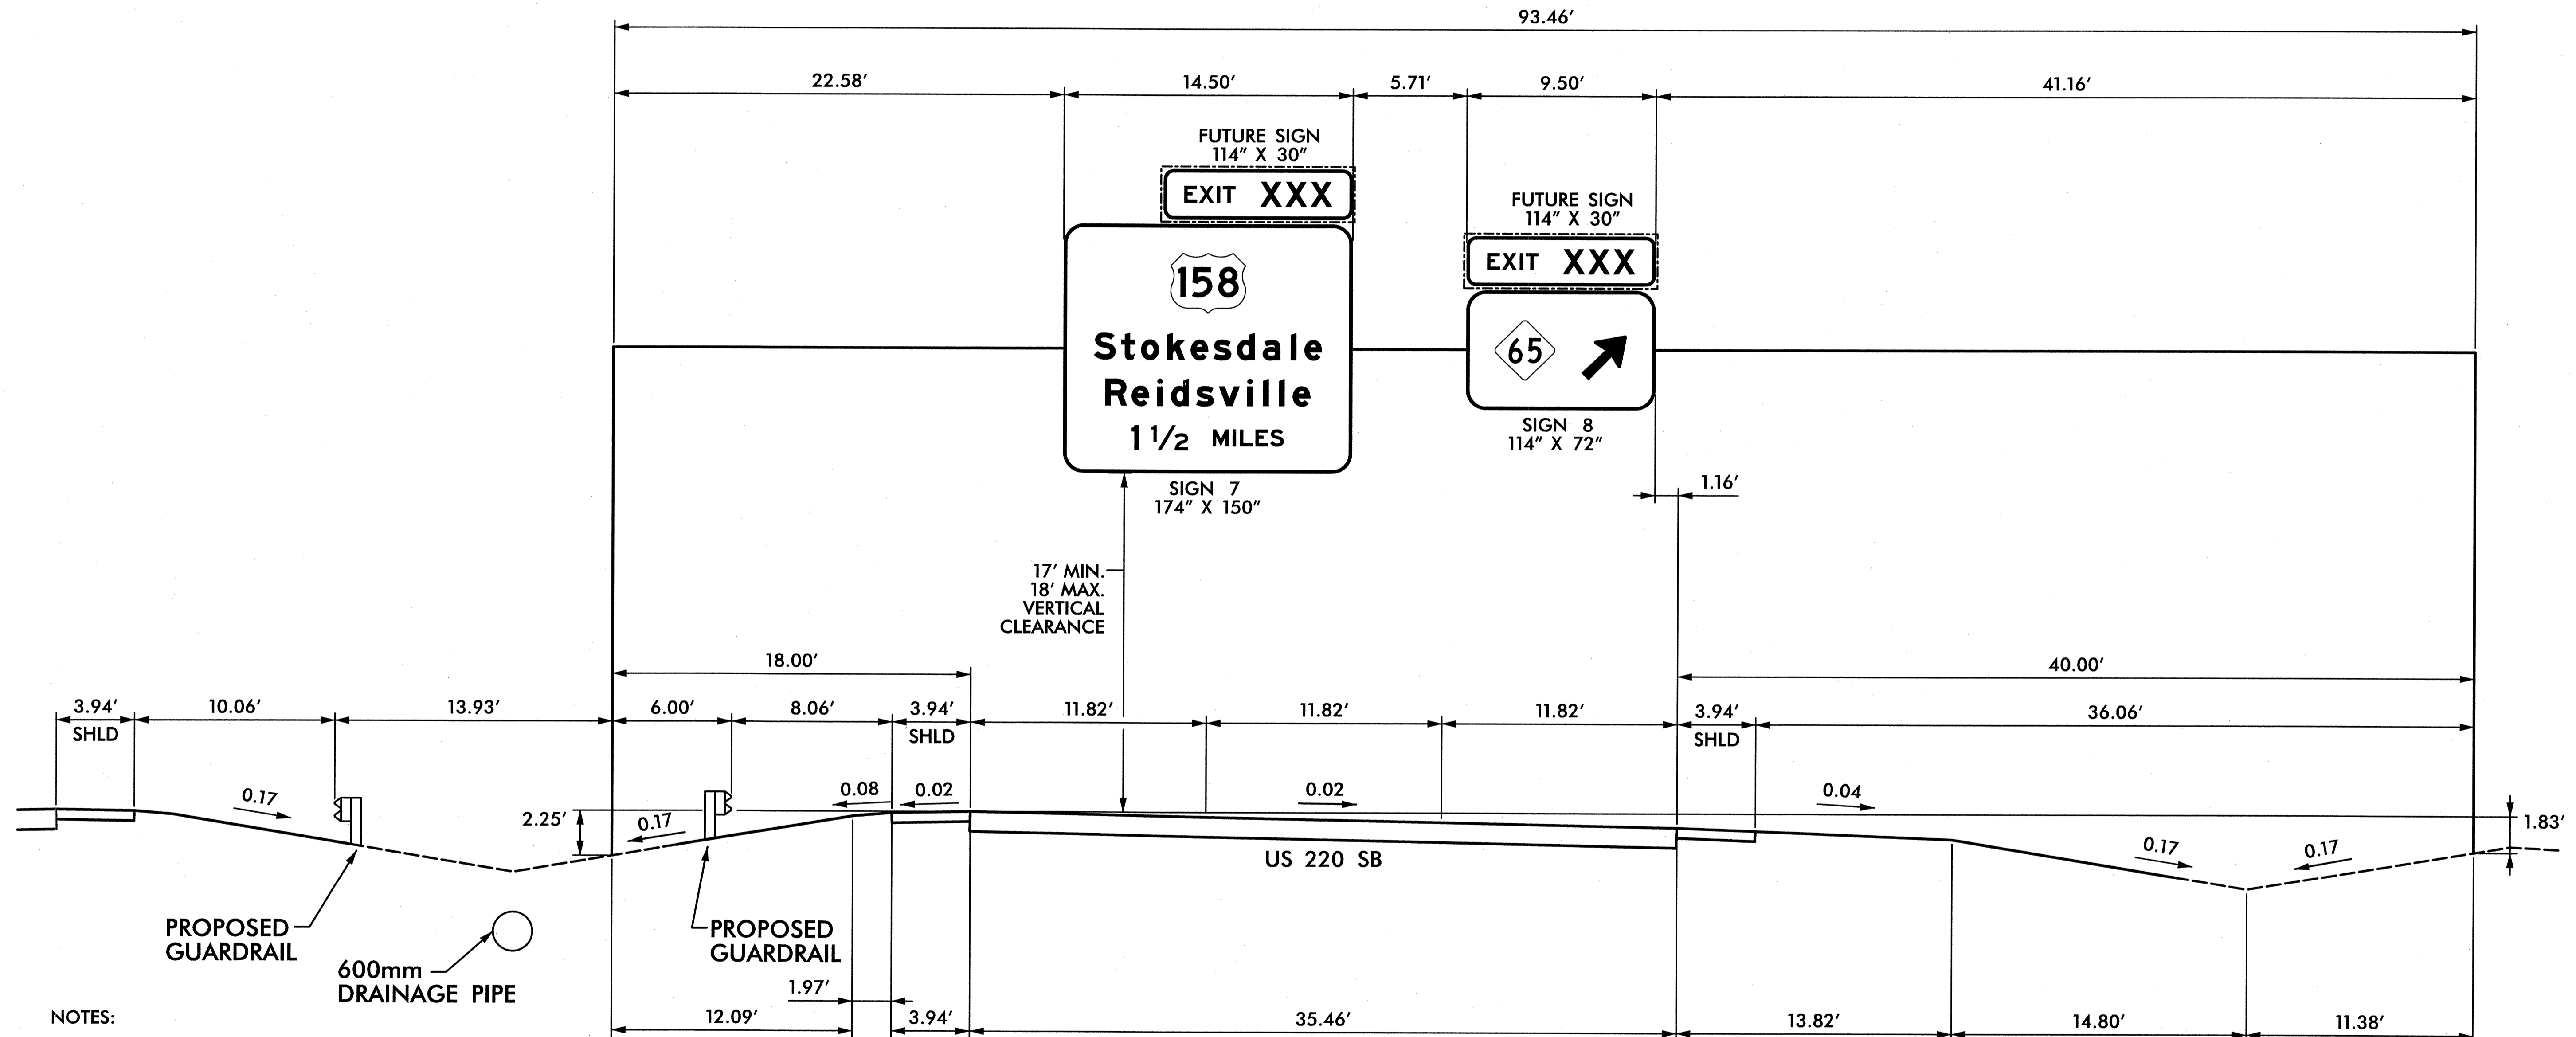 93.46'
22.58' 14.50' 5.71' 9.50' 41.16'
FUTURE SIGN
114" X 30"
EXIT XXX
FUTURE SIGN
114" X 30"
EXIT XXX
158
Stokesdale
Reidsville
1 1/2 MILES
65
SIGN 7
174" X 150"
SIGN 8
114" X 72"
1.16'
17' MIN.
18' MAX.
VERTICAL
CLEARANCE
18.00' 40.00'
3.94' 10.06' 13.93' 6.00' 8.06' 3.94' 11.82' 11.82' 11.82' 3.94' 36.06'
SHLD SHLD SHLD
0.17 2.25' 0.17 0.08 0.02 0.02 0.04 0.17 0.17 1.83'
US 220 SB
PROPOSED
GUARDRAIL
600mm
DRAINAGE PIPE
PROPOSED
GUARDRAIL
1.97'
NOTES:
12.09' 3.94' 35.46' 13.82' 14.80' 11.38'